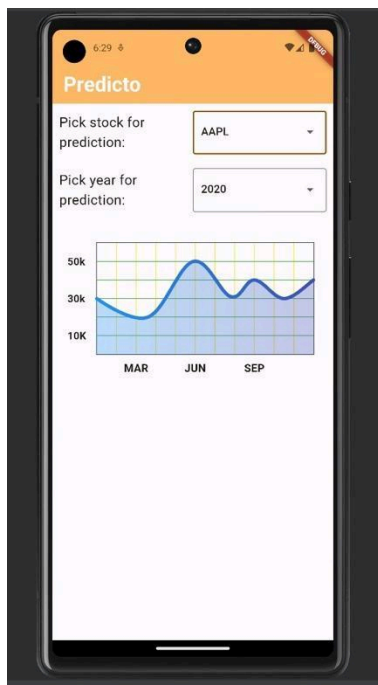 6:29
DEBUG
Predicto
Pick stock for
prediction:
AAPL
Pick year for
prediction:
2020
50k
30k
10K
MAR JUN SEP